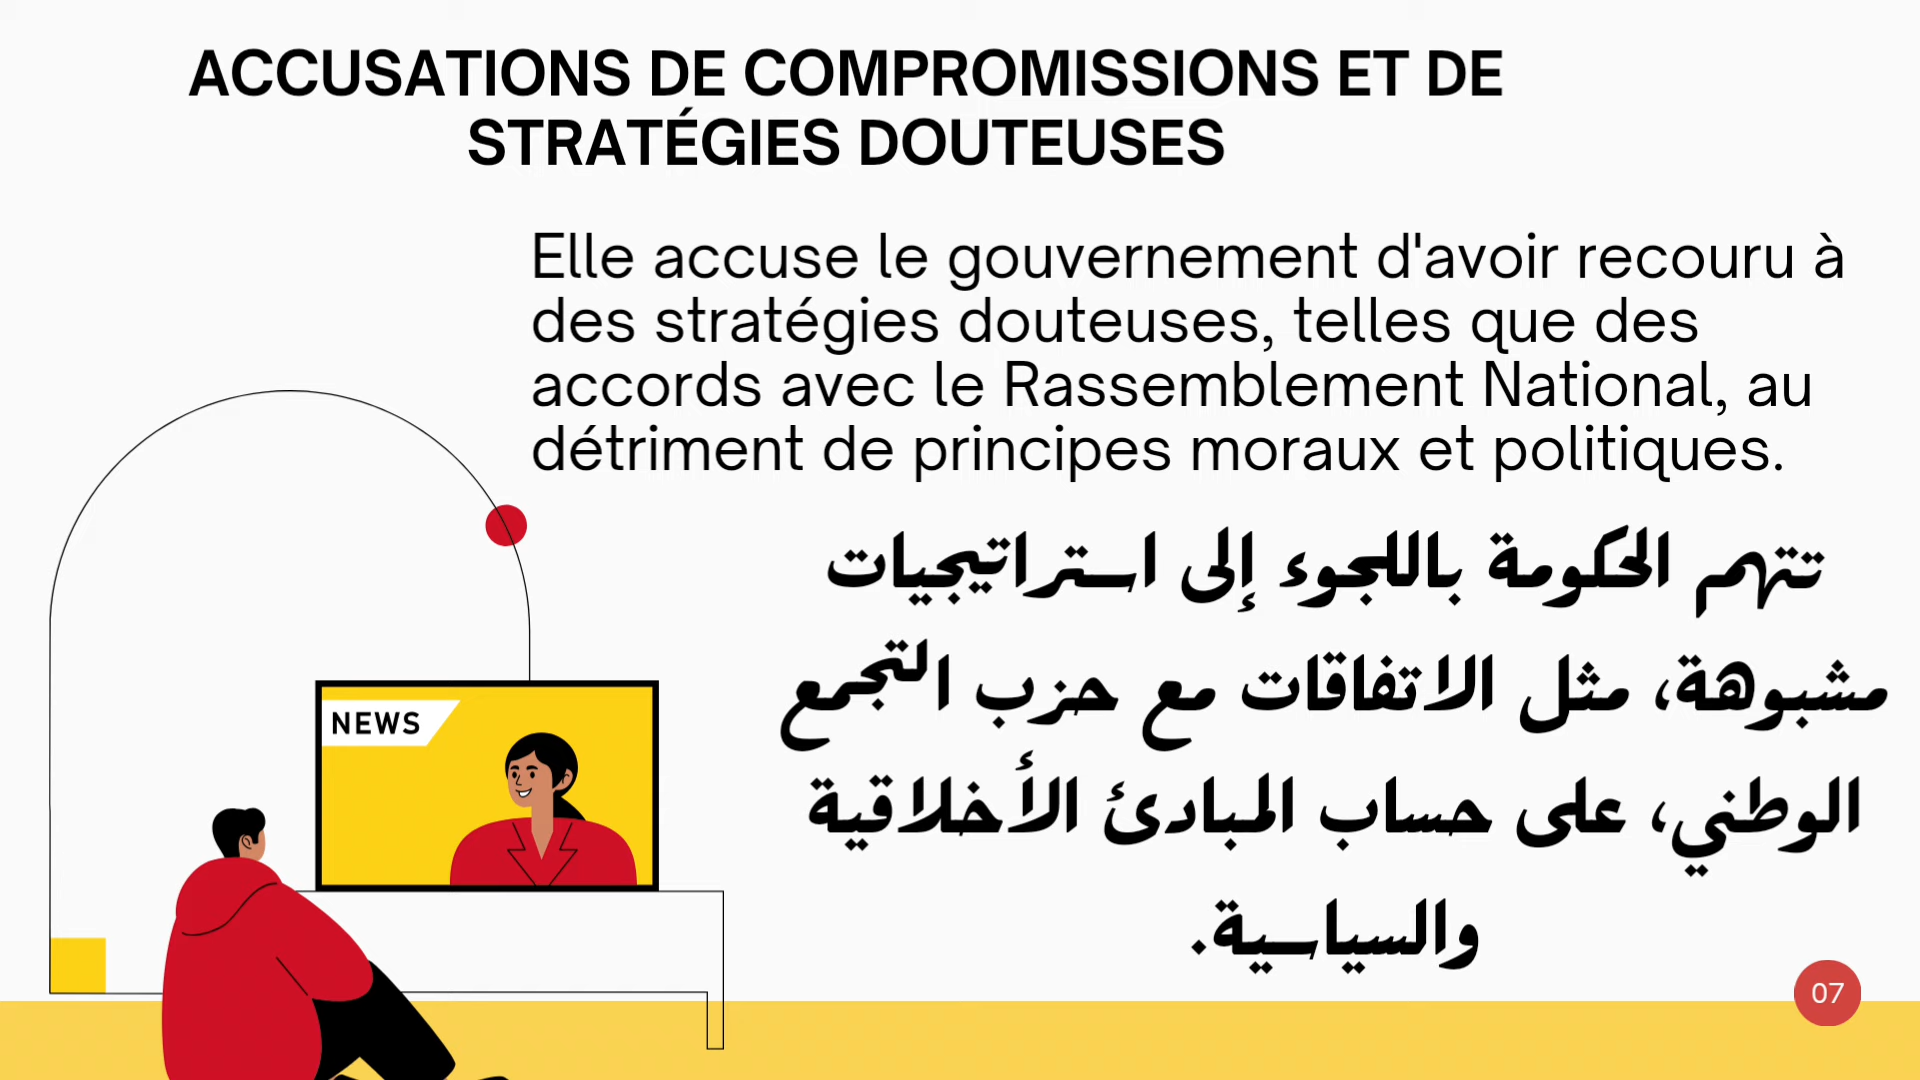 ACCUSATIONS DE COMPROMISSIONS ET DE
STRATÉGIES DOUTEUSES
Elle accuse le gouvernement d'avoir recouru à
des stratégies douteuses, telles que des
accords avec le Rassemblement National, au
détriment de principes moraux et politiques.
تتهم الحكومة باللجوء إلى استراتيجيات
مشبوهة، مثل الاتفاقات مع حزب التجمع
الوطني، على حساب المبادئ الأخلاقية
والسياسية.
NEWS
07